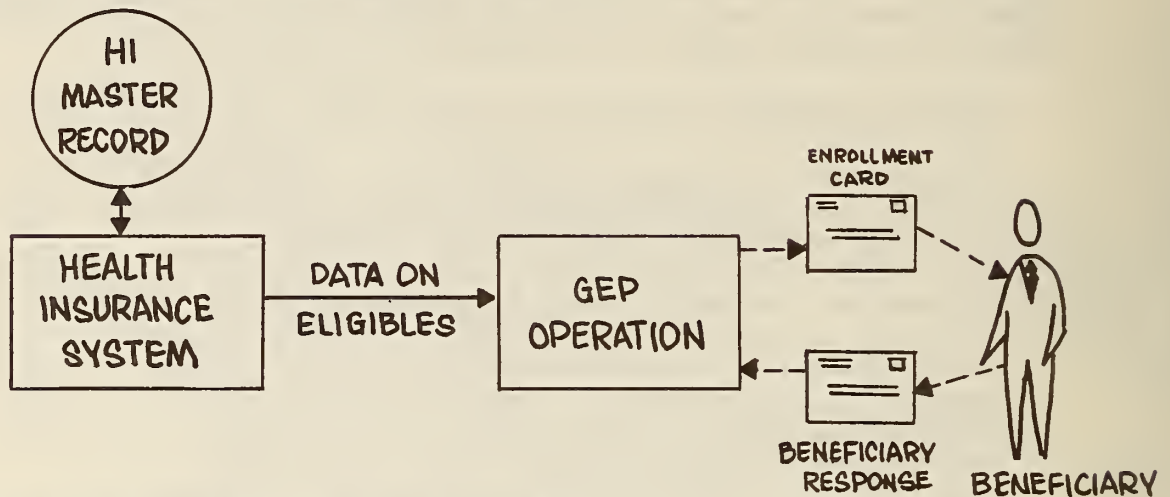 HI
MASTER
RECORD
HEALTH
INSURANCE
SYSTEM
DATA ON
ELIGIBLES
GEP
OPERATION
ENROLLMENT
CARD
BENEFICIARY
RESPONSE
BENEFICIARY